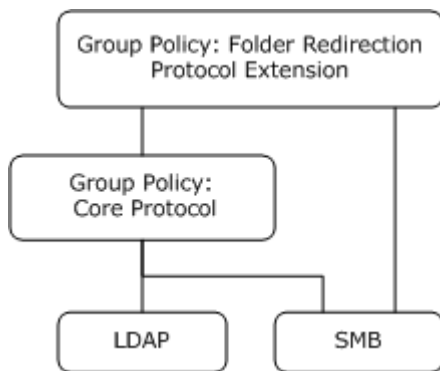 Group Policy: Folder Redirection
Protocol Extension
Group Policy:
Core Protocol
LDAP
SMB